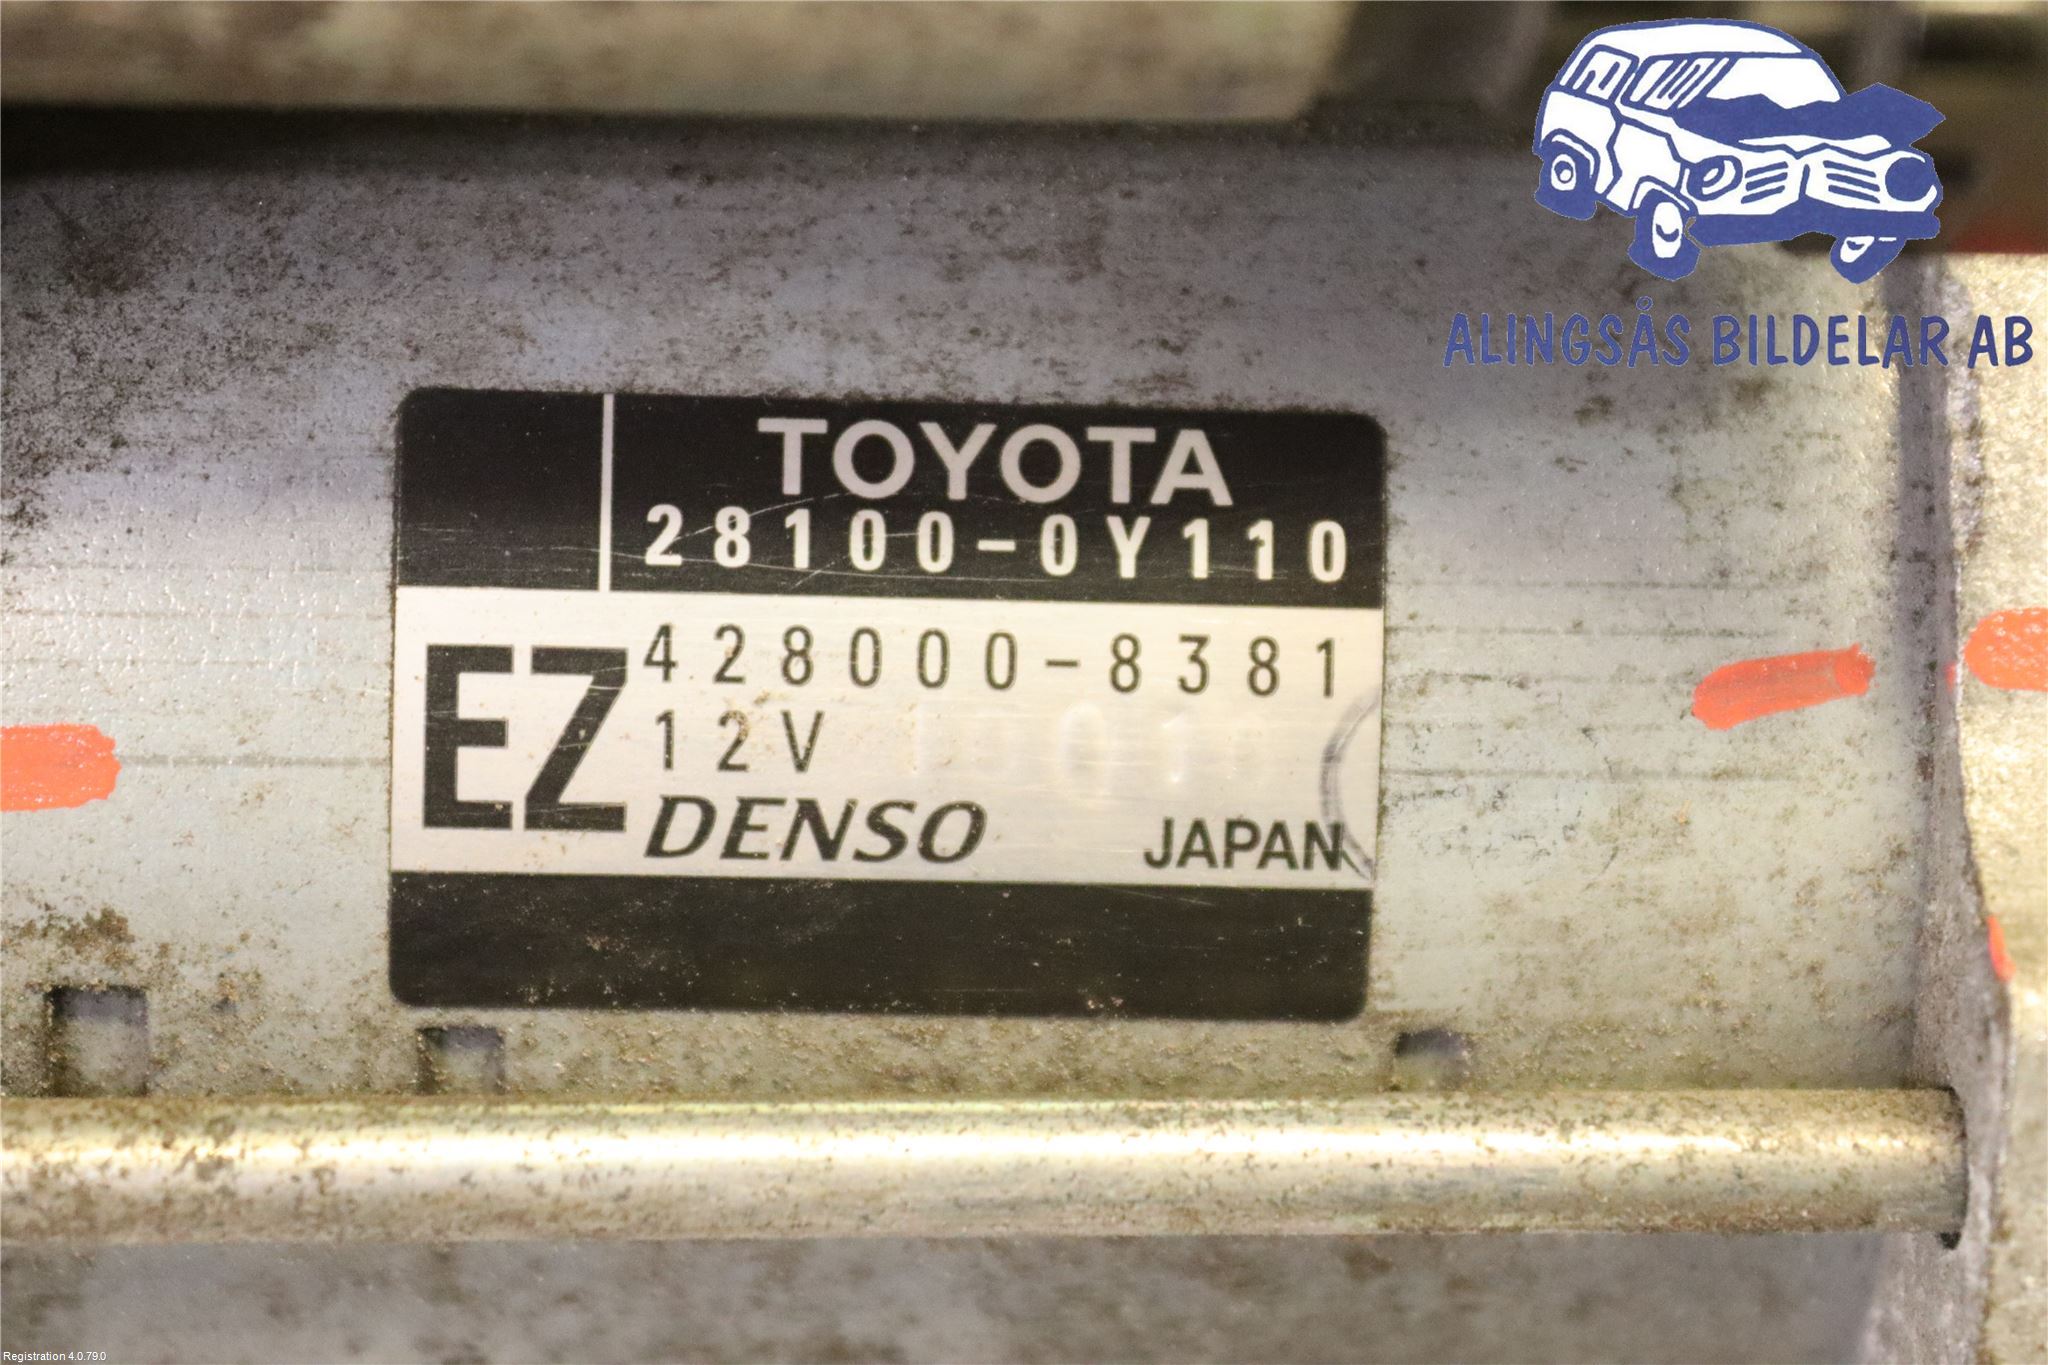 ALINGSÅS BILDELAR AB
TOYOTA
28100-0Y110
EZ
428000-8381
12V
DENSO
JAPAN
Registration 4.0.79.0